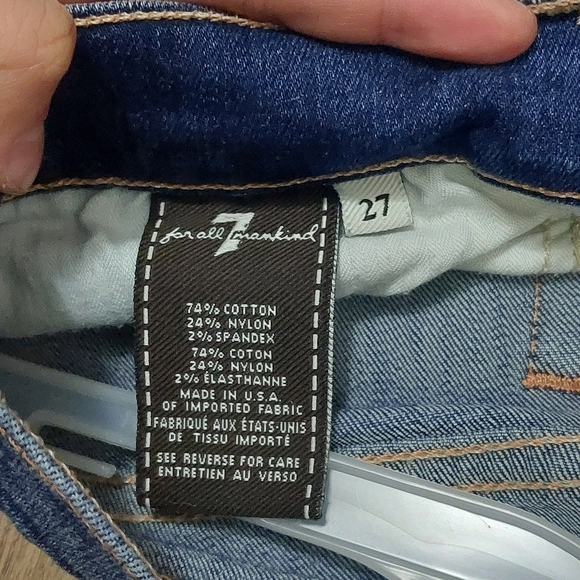 27
for all 7 mankind
74% COTTON
24% NYLON
2% SPANDEX
74% COTON
24% NYLON
2% ÉLASTHANNE
MADE IN U.S.A.
OF IMPORTED FABRIC
FABRIQUÉ AUX ÉTATS-UNIS
DE TISSU IMPORTÉ
SEE REVERSE FOR CARE
ENTRETIEN AU VERSO